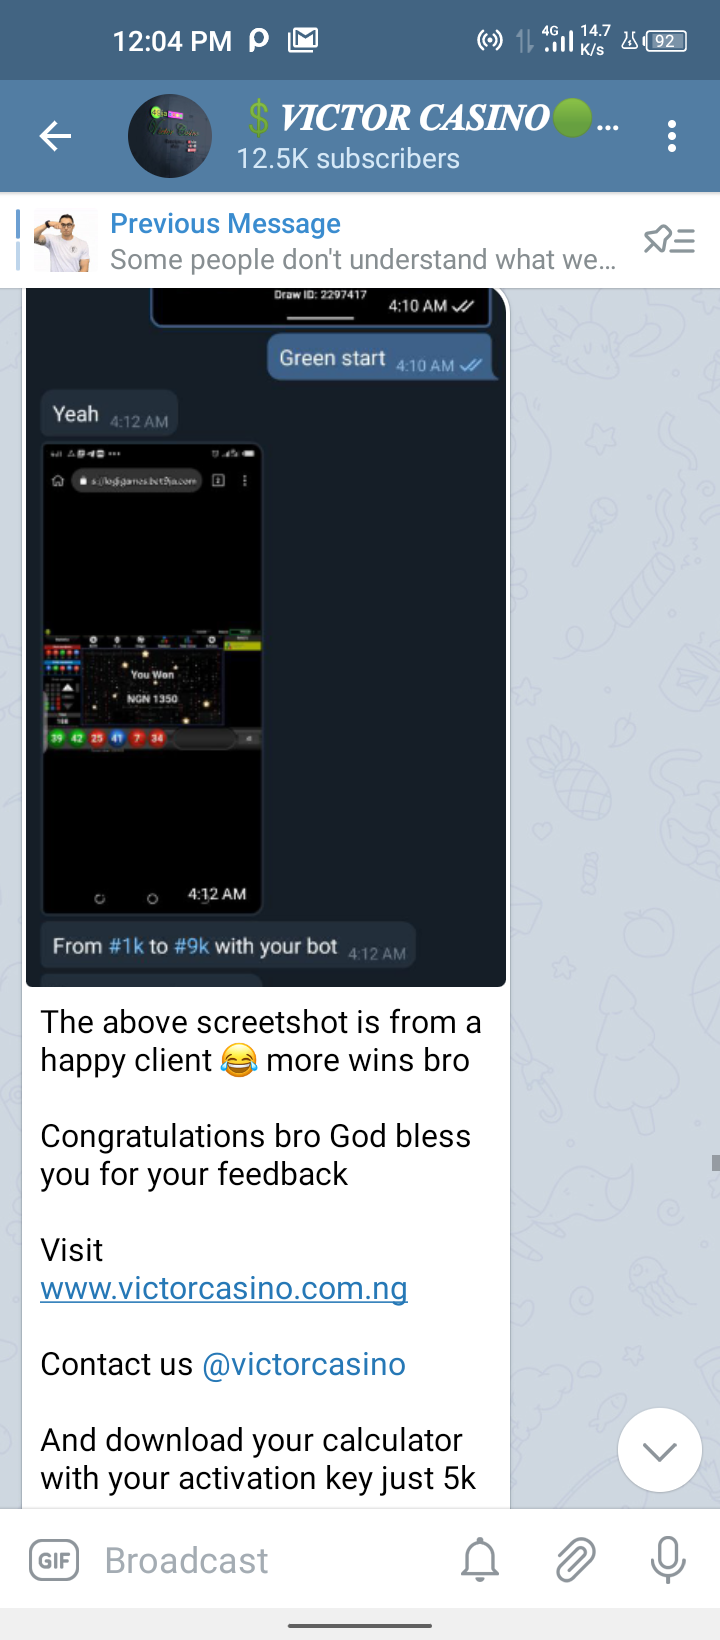 12:04 PM
4G 14.7 K/s 92
$ VICTOR CASINO...
12.5K subscribers
Previous Message
Some people don't understand what we...
Draw ID: 2297417
4:10 AM
Green start 4:10 AM
Yeah 4:12 AM
You Won
NGN 1350
39 42 25 41 7 34
4:12 AM
From #1k to #9k with your bot 4:12 AM
The above screetshot is from a
happy client 😂 more wins bro
Congratulations bro God bless
you for your feedback
Visit
www.victorcasino.com.ng
Contact us @victorcasino
And download your calculator
with your activation key just 5k
GIF Broadcast